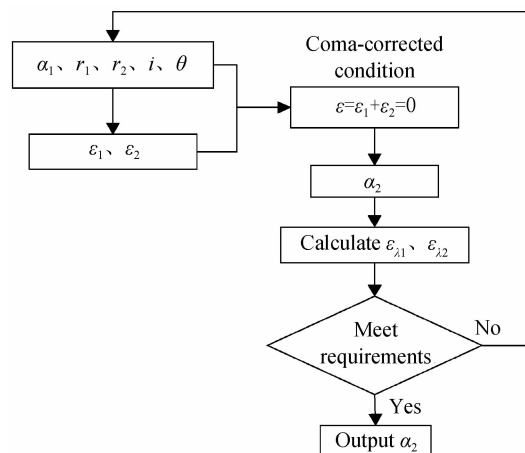 α₁、r₁、r₂、i、θ
ε₁、ε₂
Coma-corrected
condition
ε=ε₁+ε₂=0
α₂
Calculate ελ₁、ελ₂
Meet
requirements
No
Yes
Output α₂